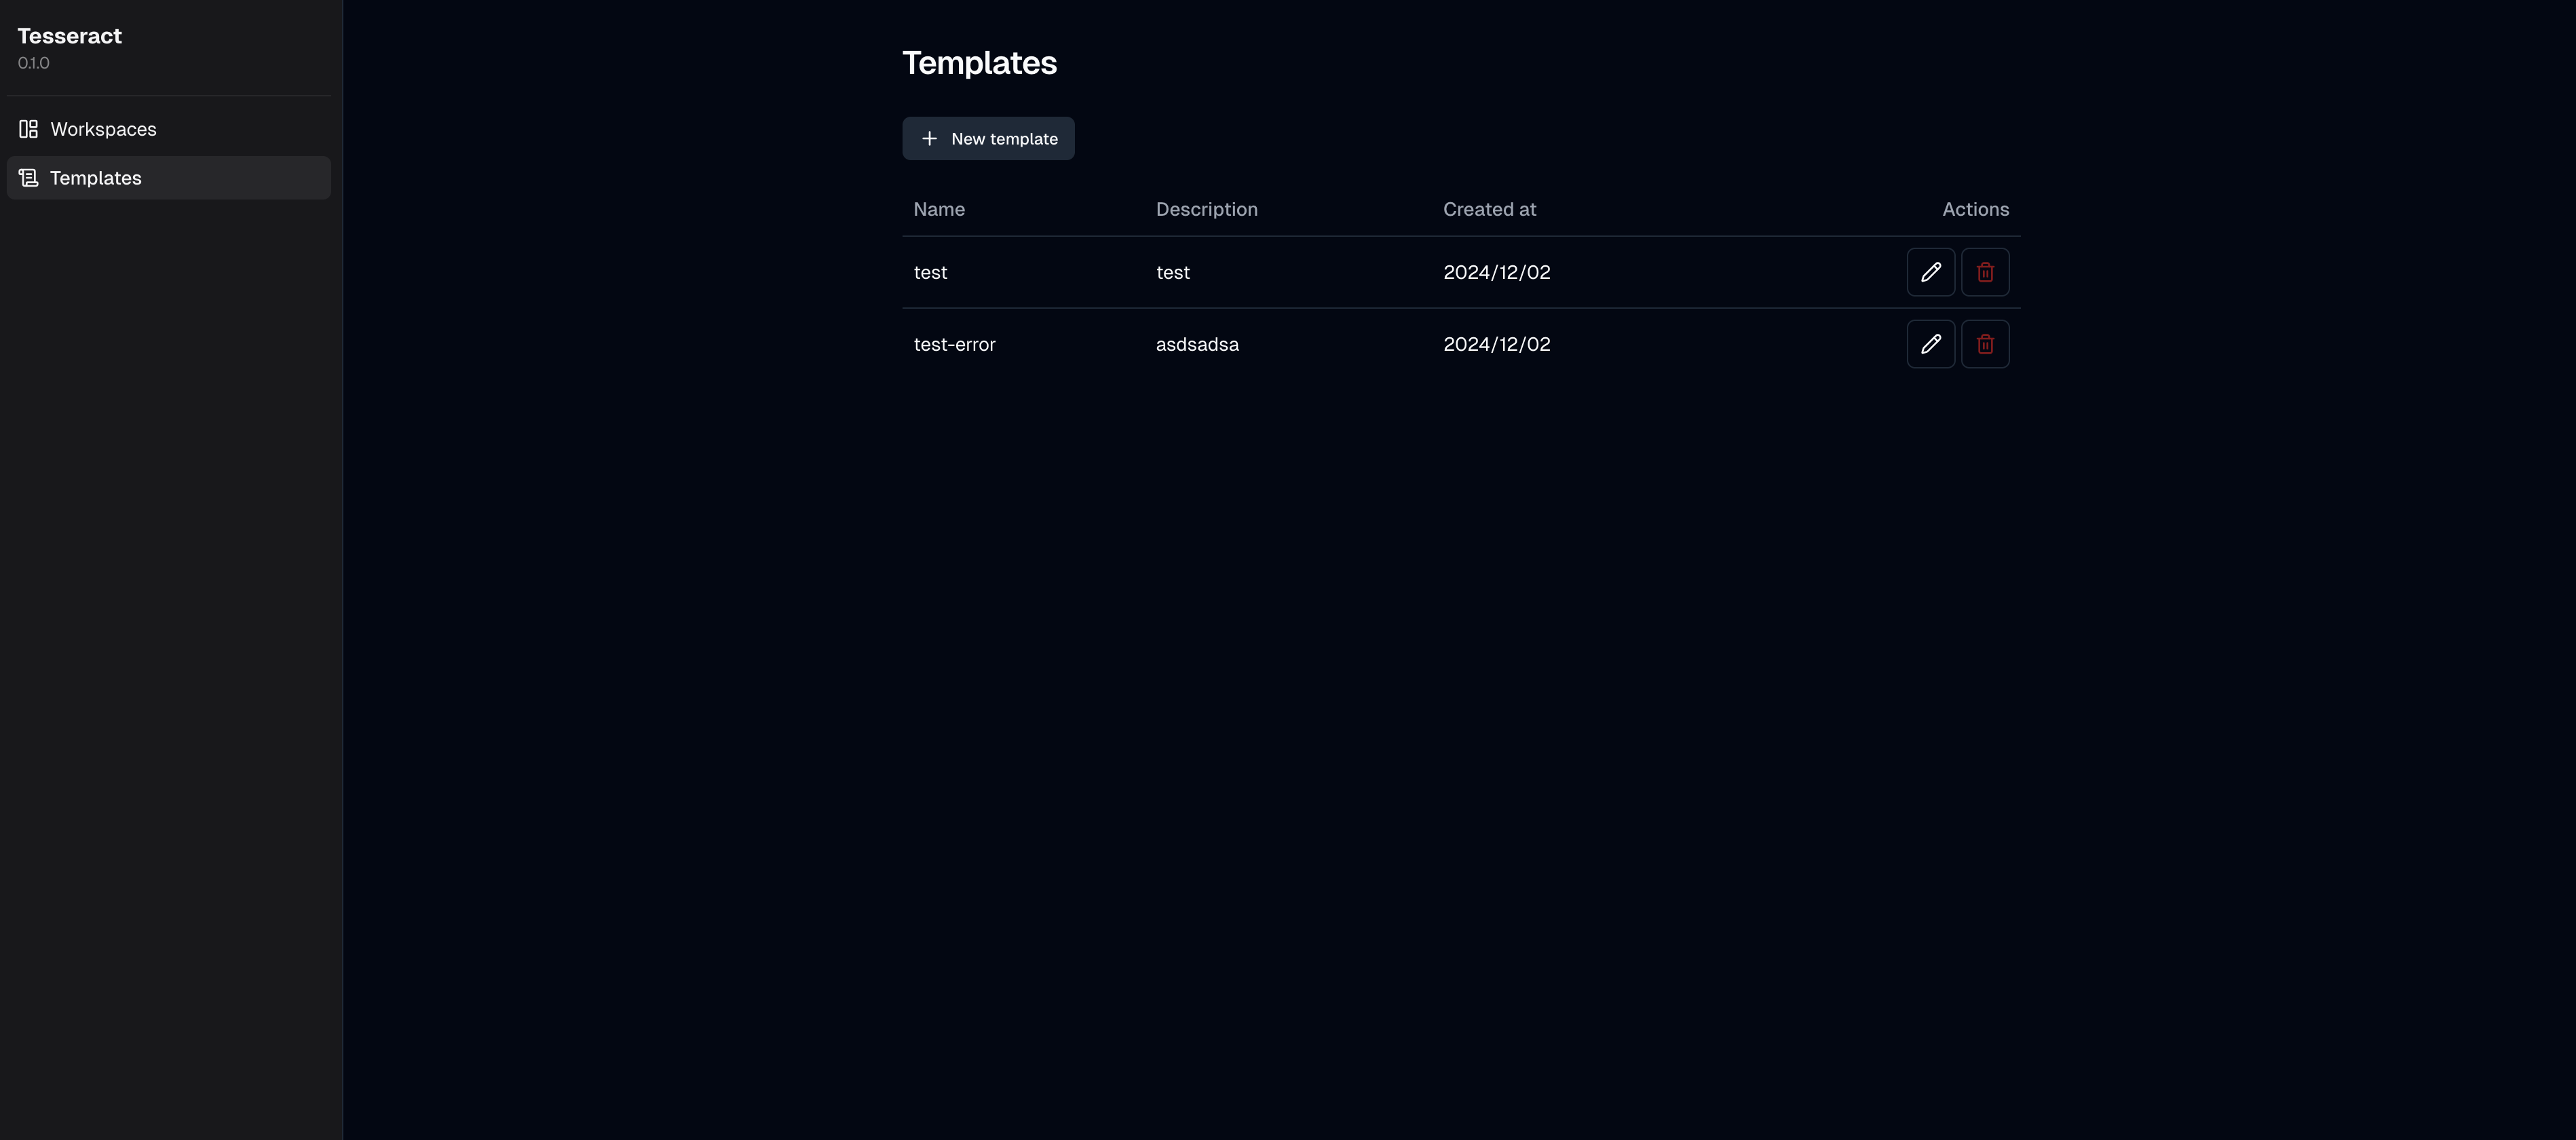 Tesseract
0.1.0
Workspaces
Templates
Templates
New template
Name Description Created at Actions
test test 2024/12/02
test-error asdsadsa 2024/12/02